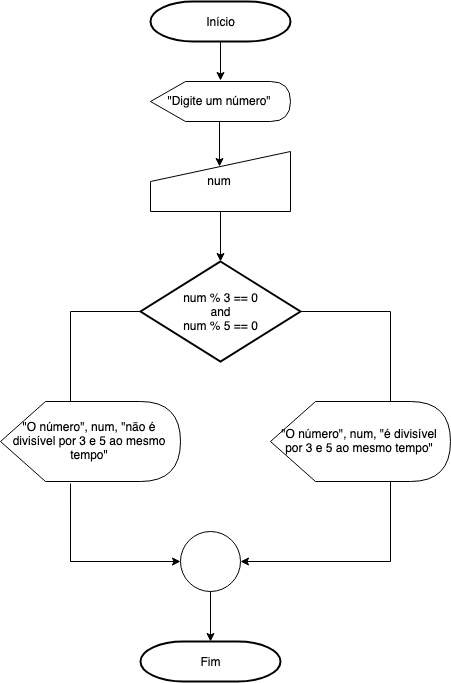 Início
"Digite um número"
num
num % 3 == 0
and
num % 5 == 0
"O número", num, "não é
divisível por 3 e 5 ao mesmo
tempo"
"O número", num, "é divisível
por 3 e 5 ao mesmo tempo"
Fim